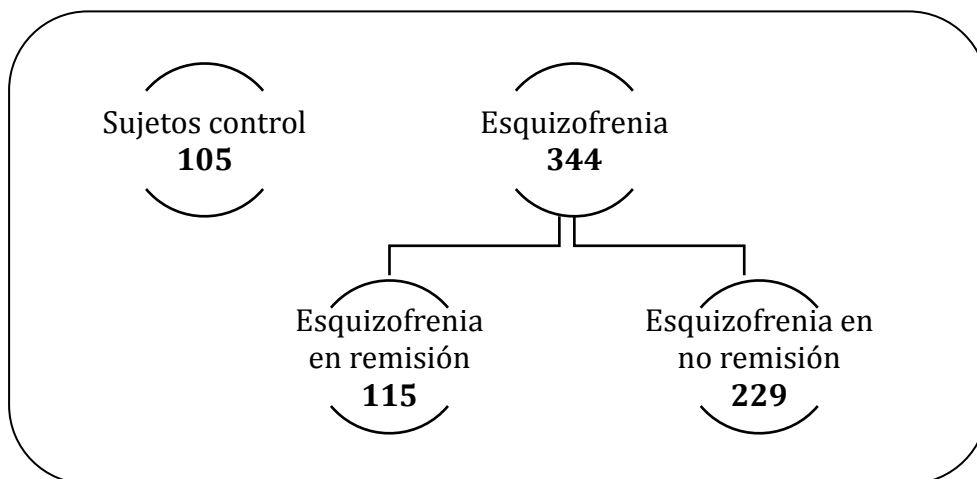 Sujetos control
105
Esquizofrenia
344
Esquizofrenia
en remisión
115
Esquizofrenia en
no remisión
229